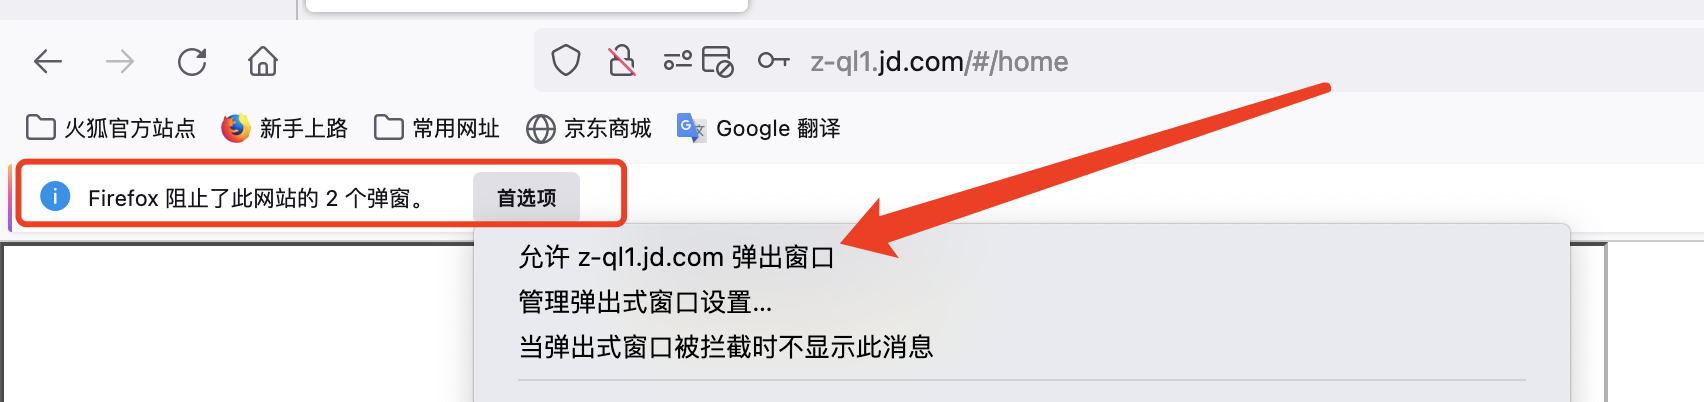 z-ql1.jd.com/#/home
火狐官方站点 新手上路 常用网址 京东商城 Google 翻译
Firefox 阻止了此网站的 2 个弹窗。 首选项
允许 z-ql1.jd.com 弹出窗口
管理弹出式窗口设置...
当弹出式窗口被拦截时不显示此消息